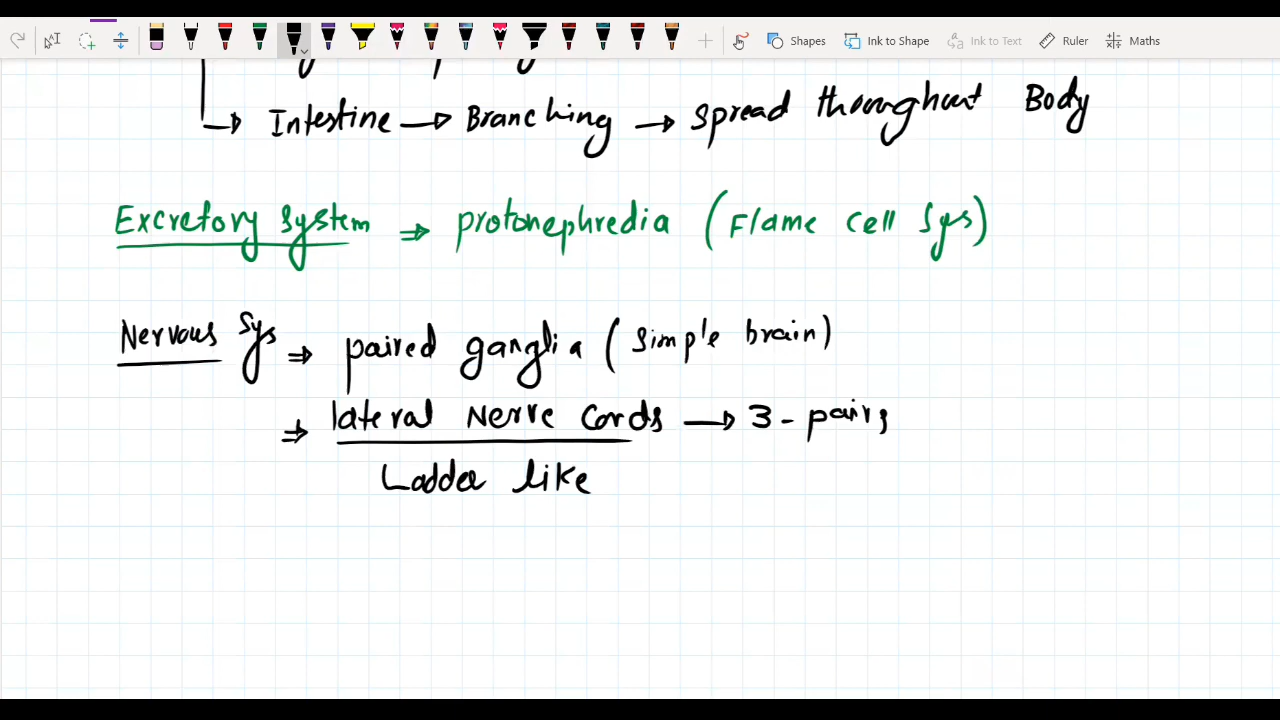 Shapes Ink to Shape Ink to Text Ruler Maths
Intestine → Branching → Spread throughout Body
Excretory System ⇒ protonephredia (Flame cell Sys)
Nervous Sys ⇒ paired ganglia (simple brain)
⇒ lateral Nerve Cords → 3 - pairs
Ladder like